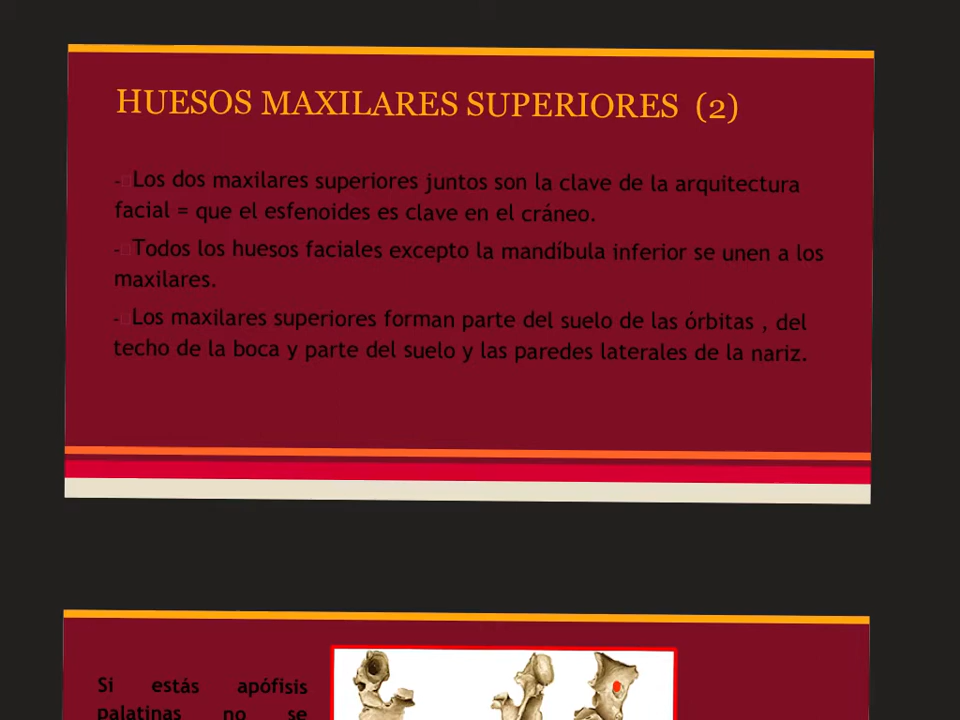 HUESOS MAXILARES SUPERIORES (2)
-Los dos maxilares superiores juntos son la clave de la arquitectura
facial = que el esfenoides es clave en el cráneo.
-Todos los huesos faciales excepto la mandíbula inferior se unen a los
maxilares.
-Los maxilares superiores forman parte del suelo de las órbitas , del
techo de la boca y parte del suelo y las paredes laterales de la nariz.
Si estás apófisis
palatinas no se